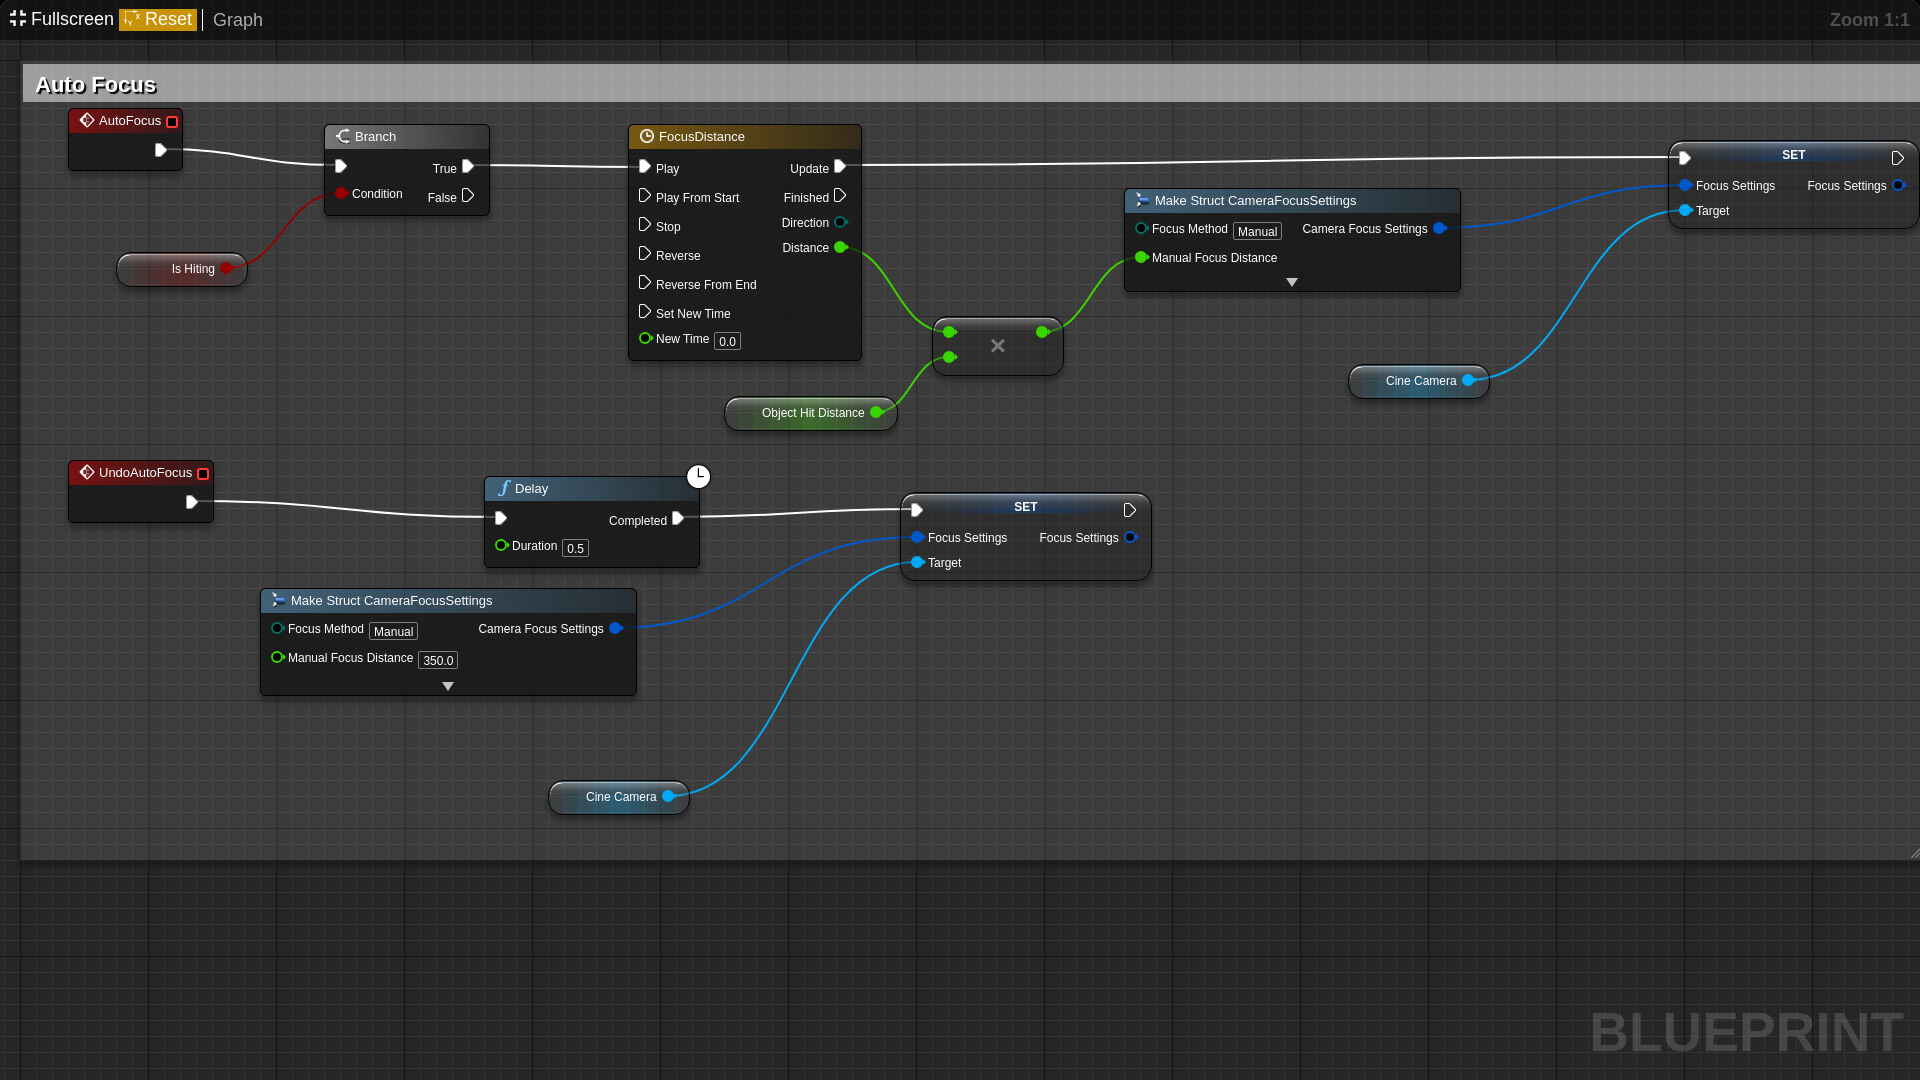 Fullscreen Reset Graph Zoom 1:1
Auto Focus
AutoFocus
Branch
True
Condition
False
Is Hiting
FocusDistance
Play Update
Play From Start Finished
Stop Direction
Reverse Distance
Reverse From End
Set New Time
New Time 0.0
Object Hit Distance
Make Struct CameraFocusSettings
Focus Method Manual Camera Focus Settings
Manual Focus Distance
Cine Camera
SET
Focus Settings Focus Settings
Target
UndoAutoFocus
Delay
Completed
Duration 0.5
SET
Focus Settings Focus Settings
Target
Make Struct CameraFocusSettings
Focus Method Manual Camera Focus Settings
Manual Focus Distance 350.0
Cine Camera
BLUEPRINT